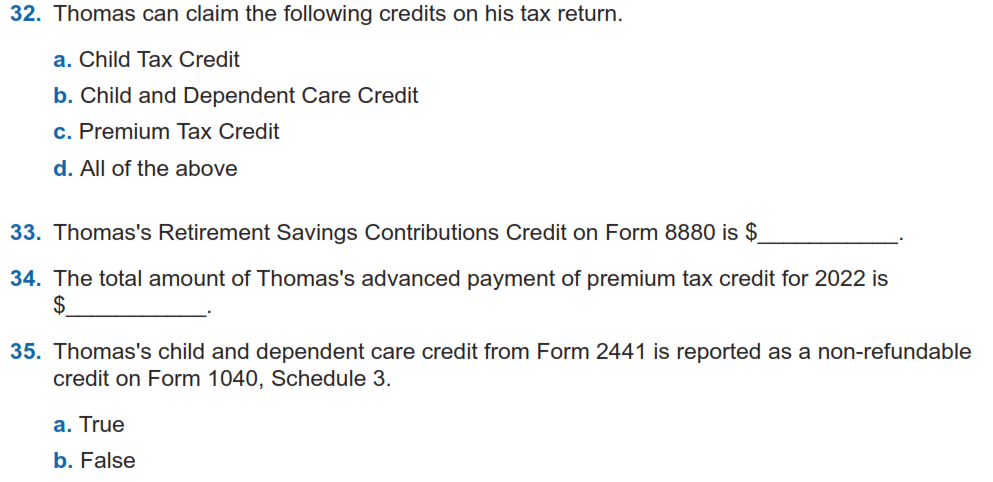 32. Thomas can claim the following credits on his tax return.
a. Child Tax Credit
b. Child and Dependent Care Credit
c. Premium Tax Credit
d. All of the above
33. Thomas's Retirement Savings Contributions Credit on Form 8880 is $___________.
34. The total amount of Thomas's advanced payment of premium tax credit for 2022 is
$___________.
35. Thomas's child and dependent care credit from Form 2441 is reported as a non-refundable
credit on Form 1040, Schedule 3.
a. True
b. False